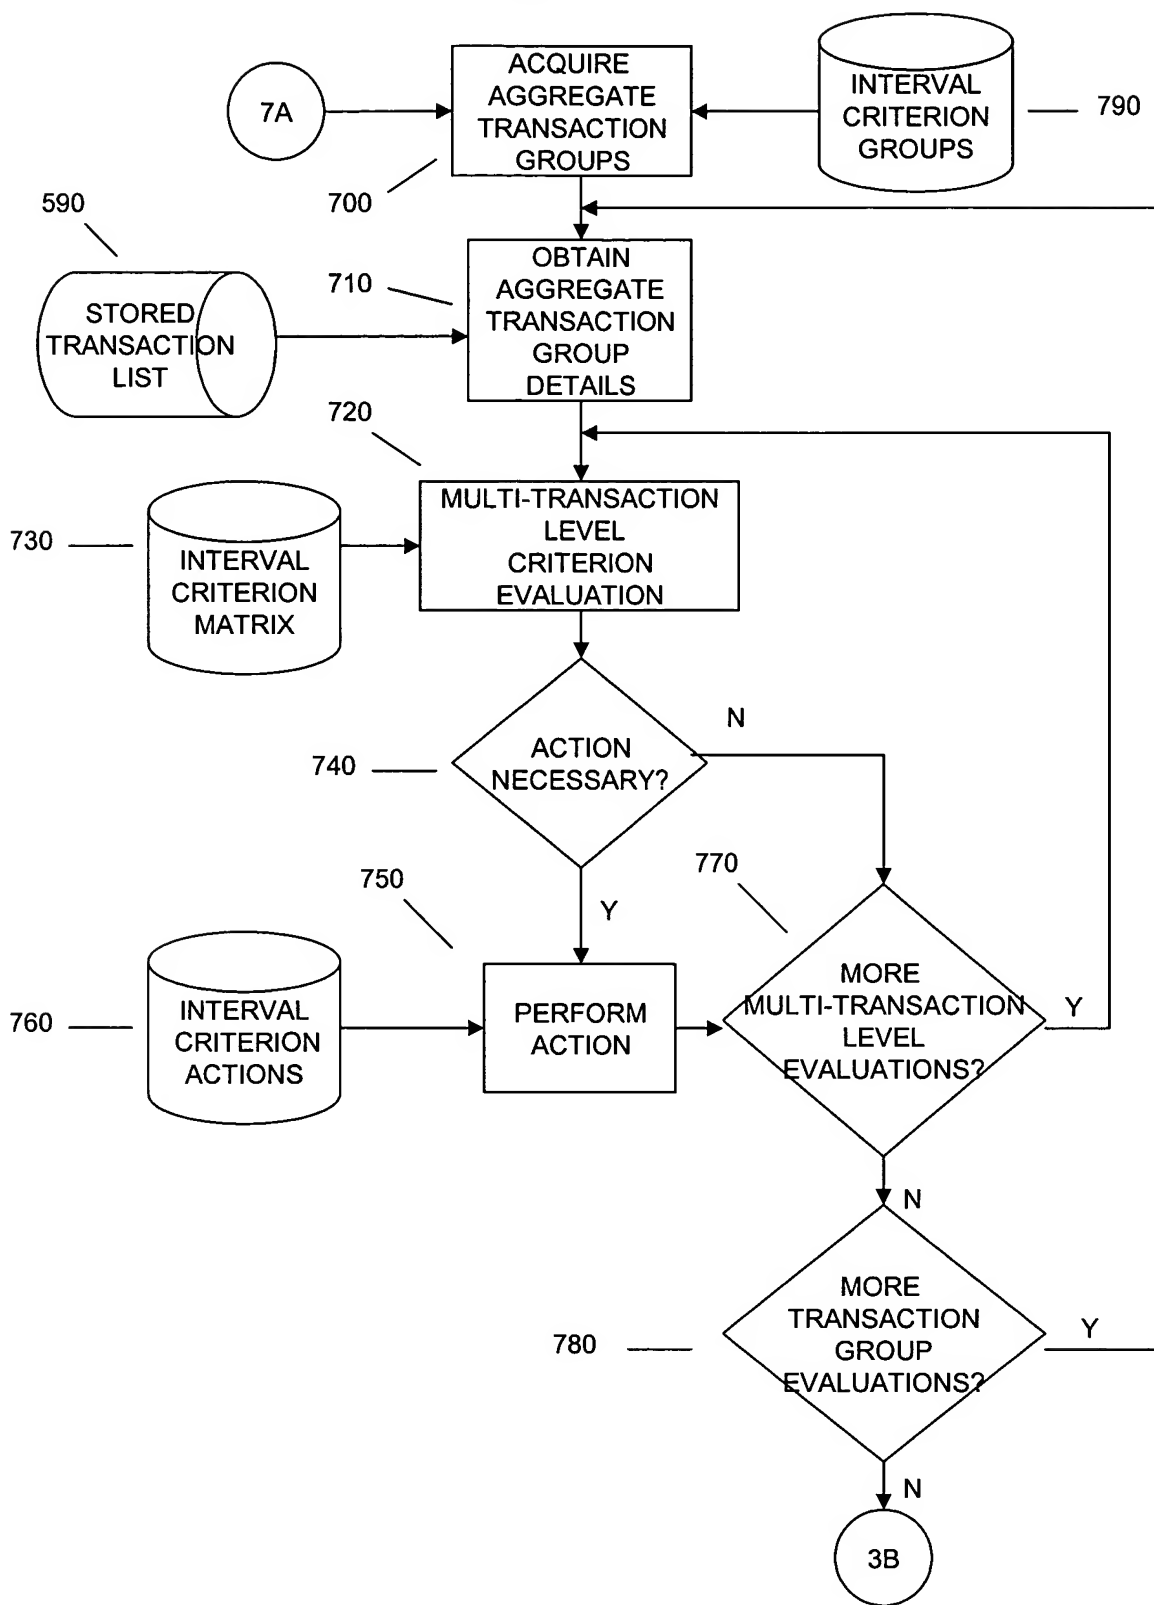 7A
ACQUIRE
AGGREGATE
TRANSACTION
GROUPS
INTERVAL
CRITERION
GROUPS
790
700
590
STORED
TRANSACTION
LIST
710
OBTAIN
AGGREGATE
TRANSACTION
GROUP
DETAILS
720
730
INTERVAL
CRITERION
MATRIX
MULTI-TRANSACTION
LEVEL
CRITERION
EVALUATION
740
ACTION
NECESSARY?
N
Y
750
760
INTERVAL
CRITERION
ACTIONS
PERFORM
ACTION
770
MORE
MULTI-TRANSACTION
LEVEL
EVALUATIONS?
Y
N
780
MORE
TRANSACTION
GROUP
EVALUATIONS?
Y
N
3B